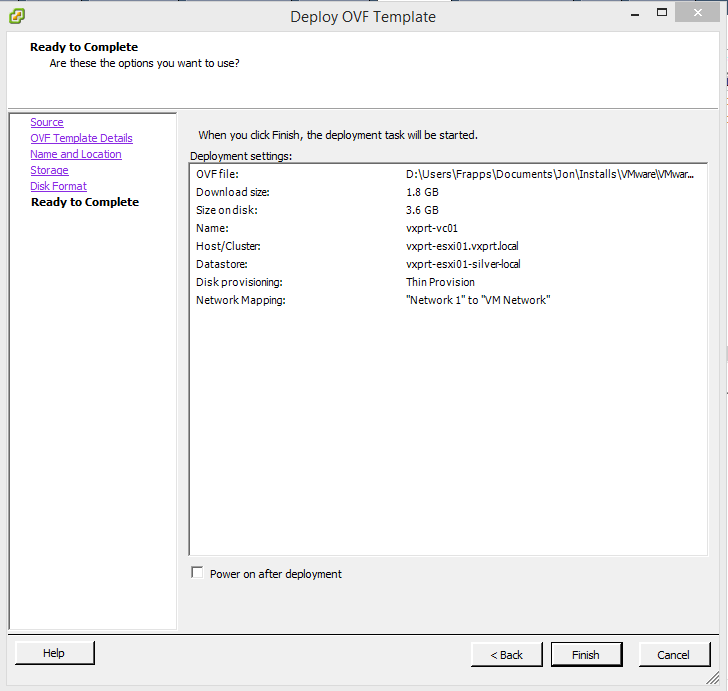 Deploy OVF Template
Ready to Complete
Are these the options you want to use?
Source
OVF Template Details
Name and Location
Storage
Disk Format
Ready to Complete
When you click Finish, the deployment task will be started.
Deployment settings:
OVF file: D:\Users\Frapps\Documents\Jon\Installs\VMware\VMwar...
Download size: 1.8 GB
Size on disk: 3.6 GB
Name: vxprt-vc01
Host/Cluster: vxprt-esxi01.vxprt.local
Datastore: vxprt-esxi01-silver-local
Disk provisioning: Thin Provision
Network Mapping: "Network 1" to "VM Network"
Power on after deployment
Help
< Back
Finish
Cancel